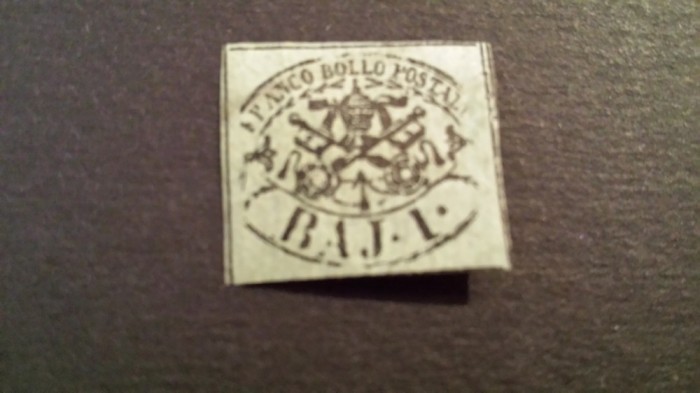 FRANCO BOLLO POSTALE
BAJ. 1.